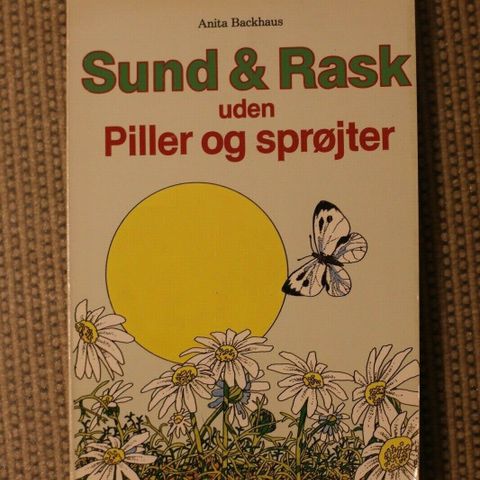 Anita Backhaus
Sund & Rask
uden
Piller og sprøjter